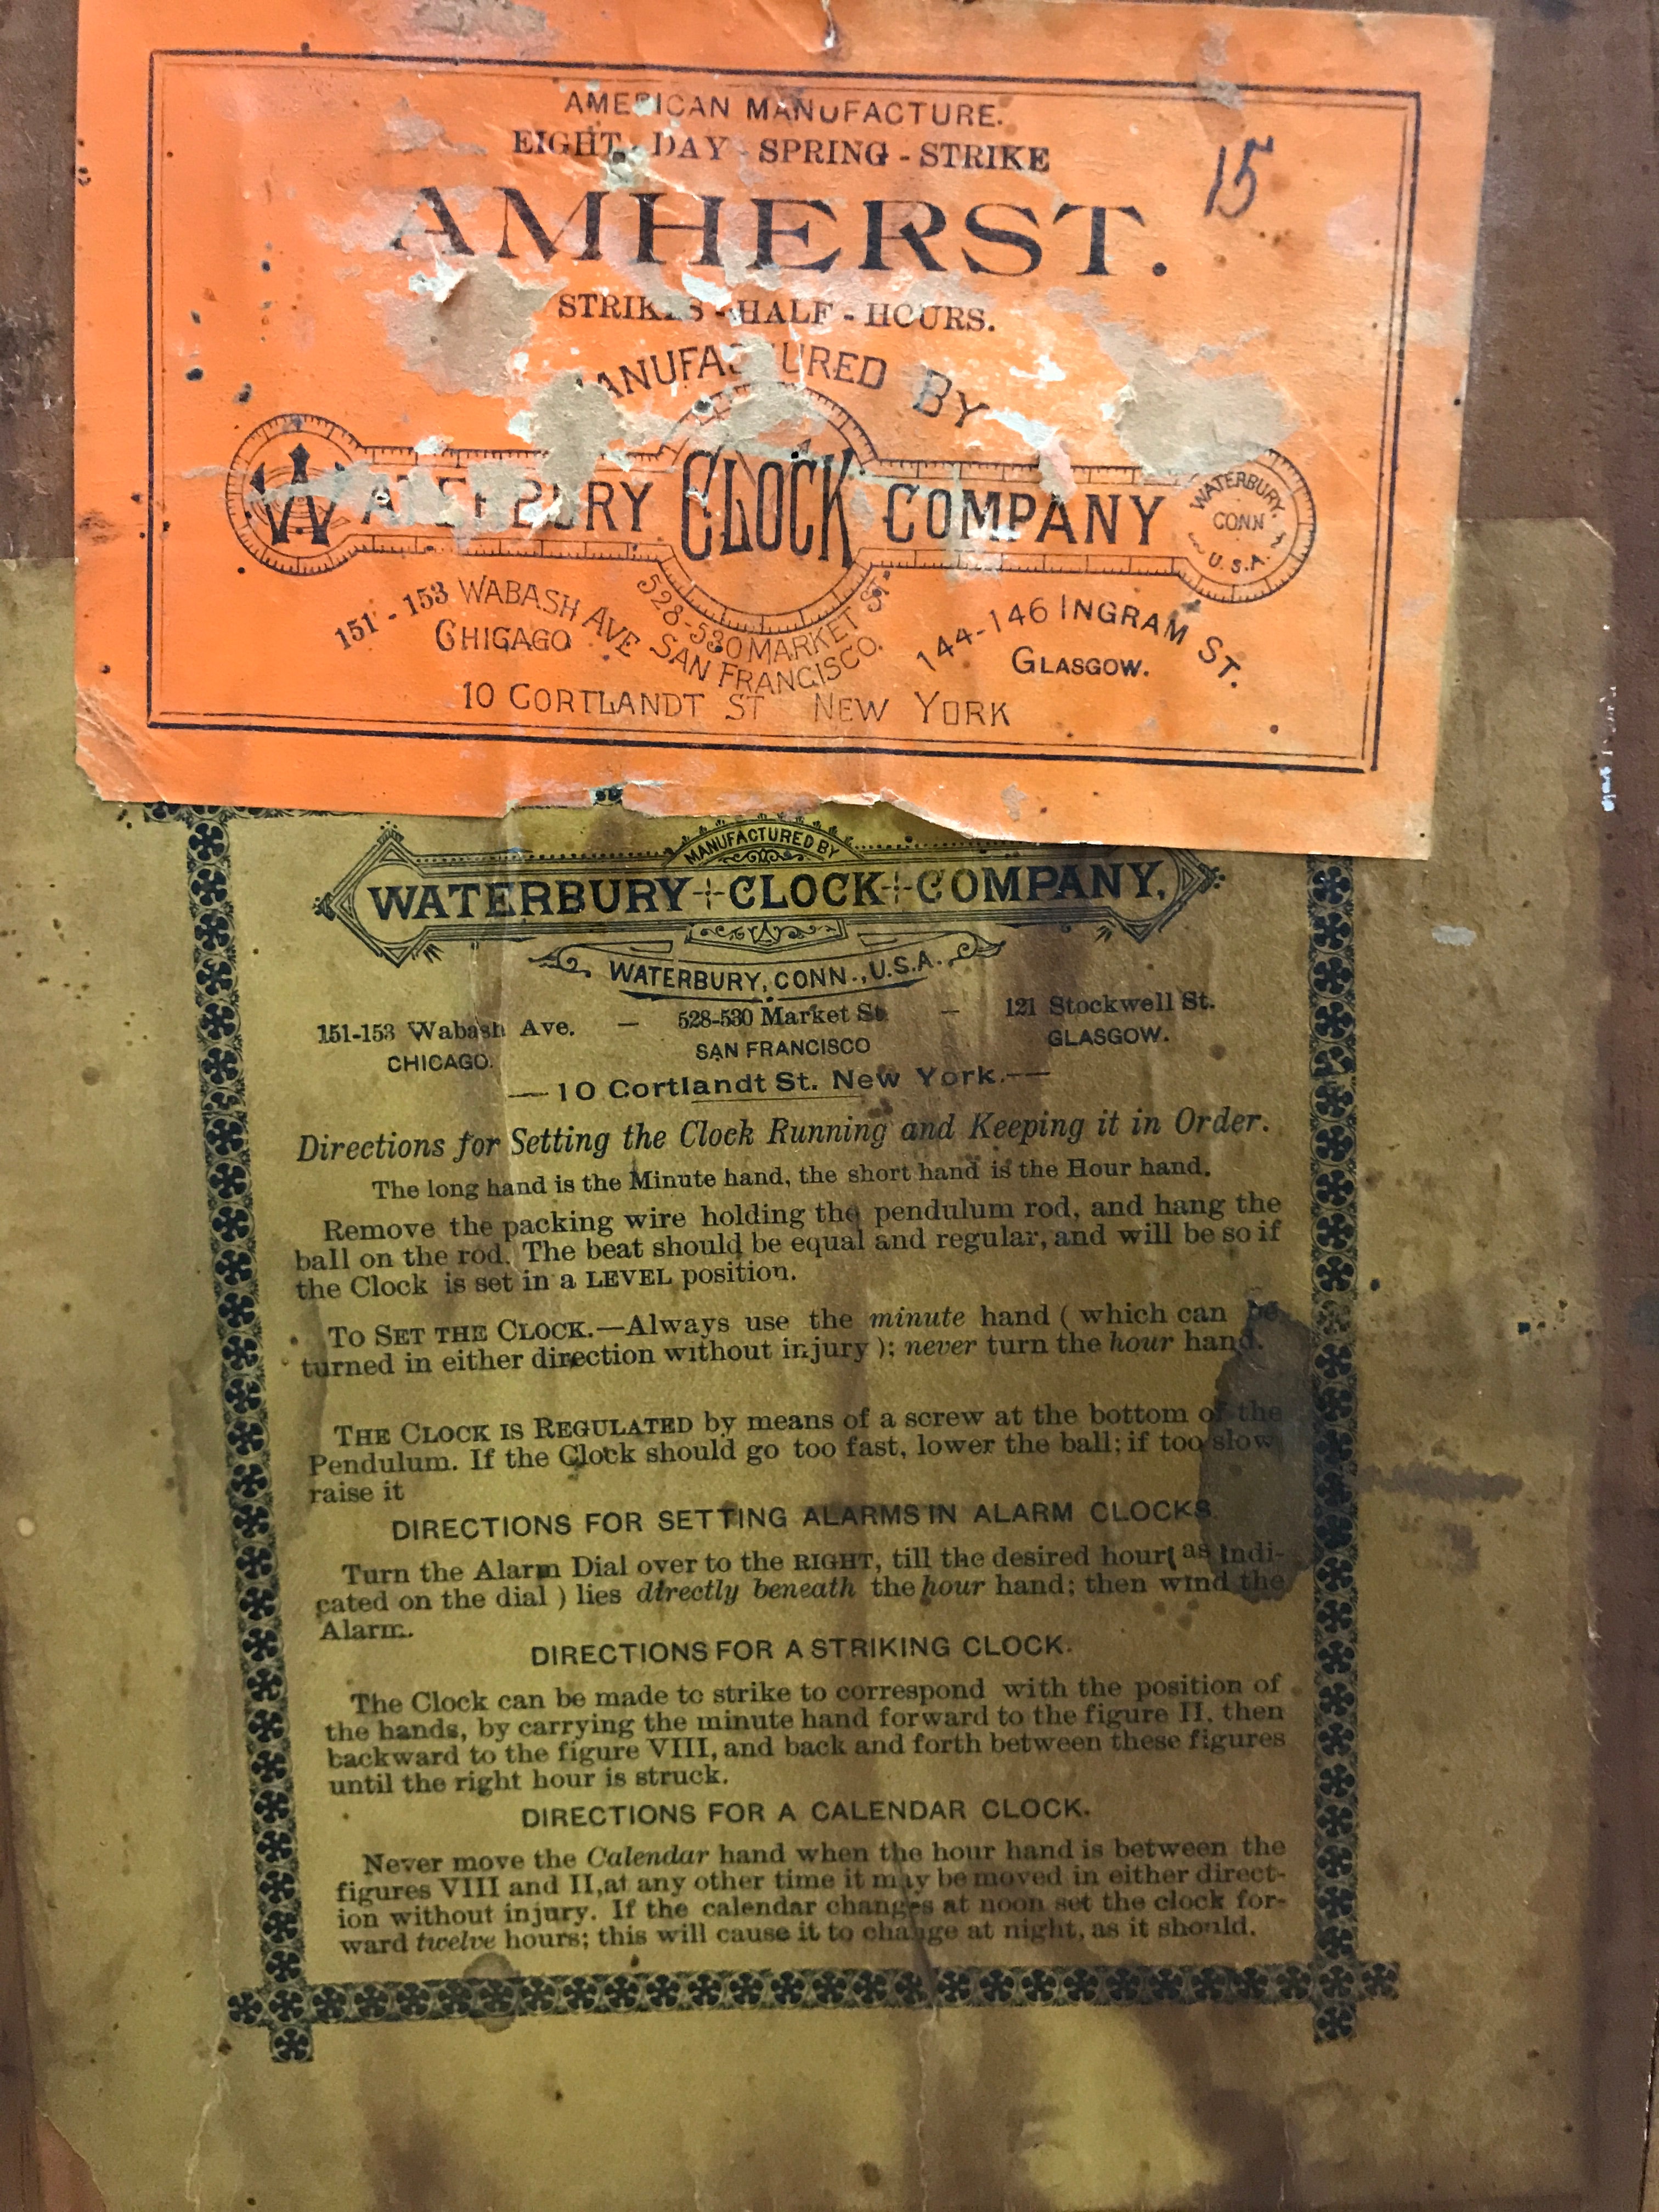 AMERICAN MANUFACTURE.
EIGHT - DAY - SPRING - STRIKE
15
AMHERST.
STRIKES - HALF - HOURS.
MANUFACTURED BY
WATERBURY CLOCK COMPANY
WATERBURY.
CONN
U.S.A.
151 - 153 WABASH AVE
CHICAGO
528-530 MARKET ST.
SAN FRANCISCO.
144-146 INGRAM ST.
GLASGOW.
10 CORTLANDT ST NEW YORK
MANUFACTURED BY
WATERBURY CLOCK COMPANY,
WATERBURY, CONN., U.S.A.
151-153 Wabash Ave. — 528-530 Market St. — 121 Stockwell St.
CHICAGO. SAN FRANCISCO GLASGOW.
—10 Cortlandt St. New York.—
Directions for Setting the Clock Running and Keeping it in Order.
The long hand is the Minute hand, the short hand is the Hour hand.
Remove the packing wire holding the pendulum rod, and hang the
ball on the rod. The beat should be equal and regular, and will be so if
the Clock is set in a LEVEL position.
TO SET THE CLOCK.—Always use the minute hand ( which can be
turned in either direction without injury ); never turn the hour hand.
THE CLOCK IS REGULATED by means of a screw at the bottom of the
Pendulum. If the Clock should go too fast, lower the ball; if too slow,
raise it
DIRECTIONS FOR SETTING ALARMS IN ALARM CLOCKS.
Turn the Alarm Dial over to the RIGHT, till the desired hour( as indi-
cated on the dial ) lies directly beneath the hour hand; then wind the
Alarm.
DIRECTIONS FOR A STRIKING CLOCK.
The Clock can be made to strike to correspond with the position of
the hands, by carrying the minute hand forward to the figure II, then
backward to the figure VIII, and back and forth between these figures
until the right hour is struck.
DIRECTIONS FOR A CALENDAR CLOCK.
Never move the Calendar hand when the hour hand is between the
figures VIII and II, at any other time it may be moved in either direct-
ion without injury. If the calendar changes at noon set the clock for-
ward twelve hours; this will cause it to change at night, as it should.